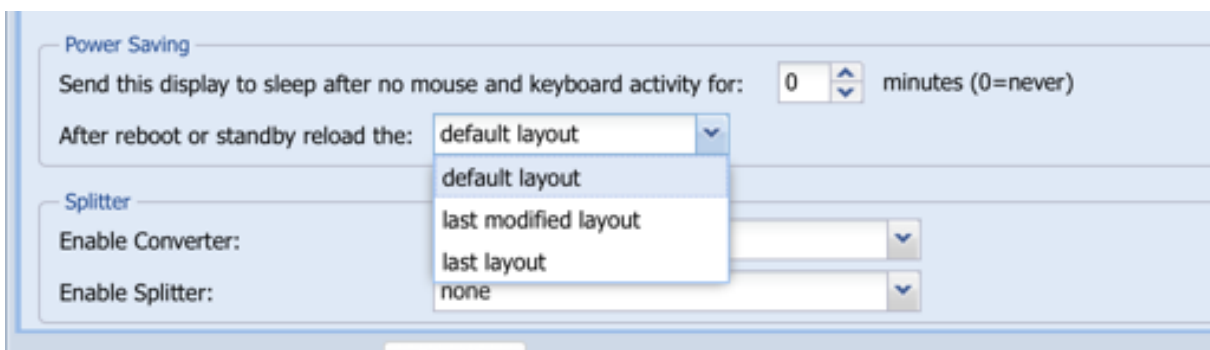 Power Saving
Send this display to sleep after no mouse and keyboard activity for: 0 minutes (0=never)
After reboot or standby reload the: default layout
default layout
last modified layout
last layout
Splitter
Enable Converter:
Enable Splitter: none